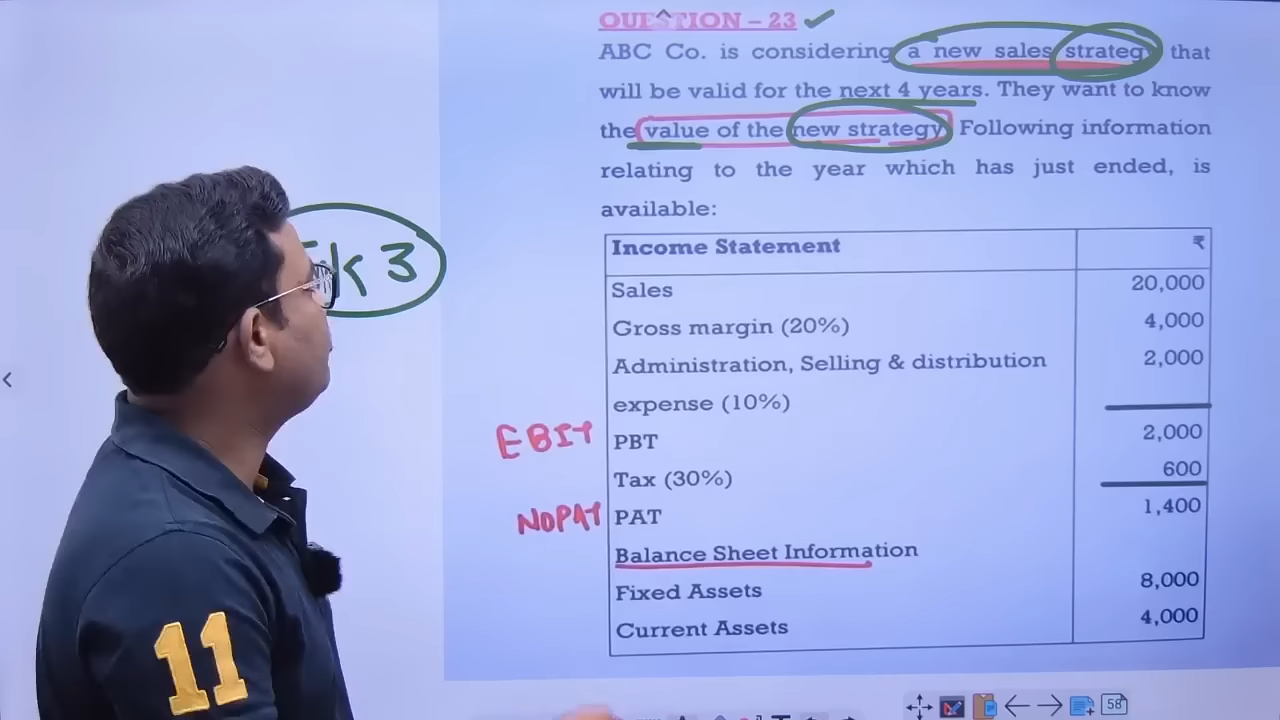 QUESTION – 23
ABC Co. is considering a new sales strategy that
will be valid for the next 4 years. They want to know
the value of the new strategy. Following information
relating to the year which has just ended, is
available:
Income Statement ₹
Sales 20,000
Gross margin (20%) 4,000
Administration, Selling & distribution 2,000
expense (10%)
EBIT PBT 2,000
Tax (30%) 600
NOPAT PAT 1,400
Balance Sheet Information
Fixed Assets 8,000
Current Assets 4,000
3
11
58